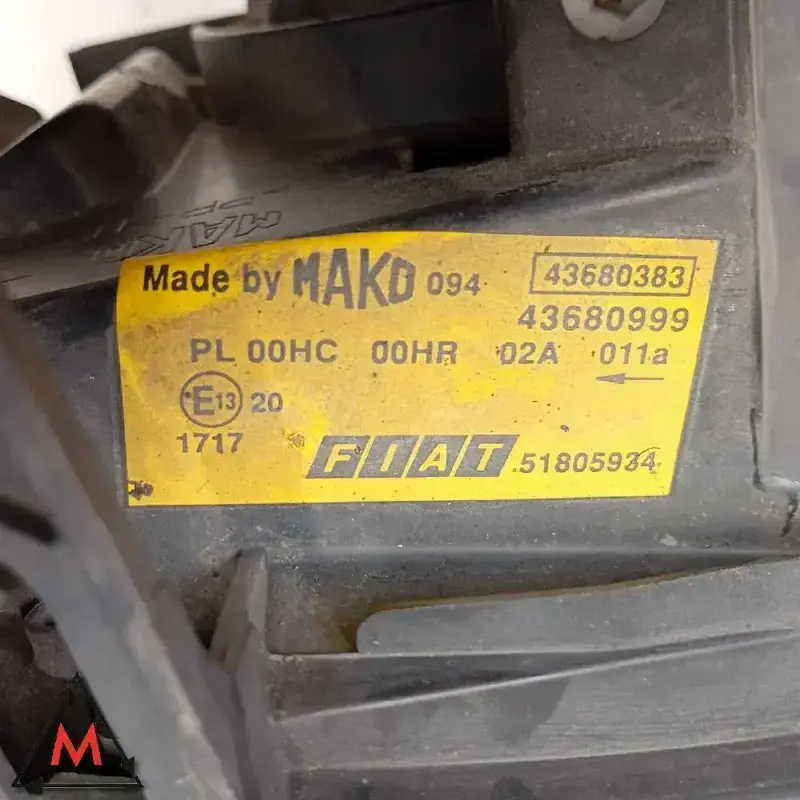 Made by MAKO 094 43680383
43680999
PL 00HC 00HR 02A 011a
E13 20
1717 FIAT 51805934
M